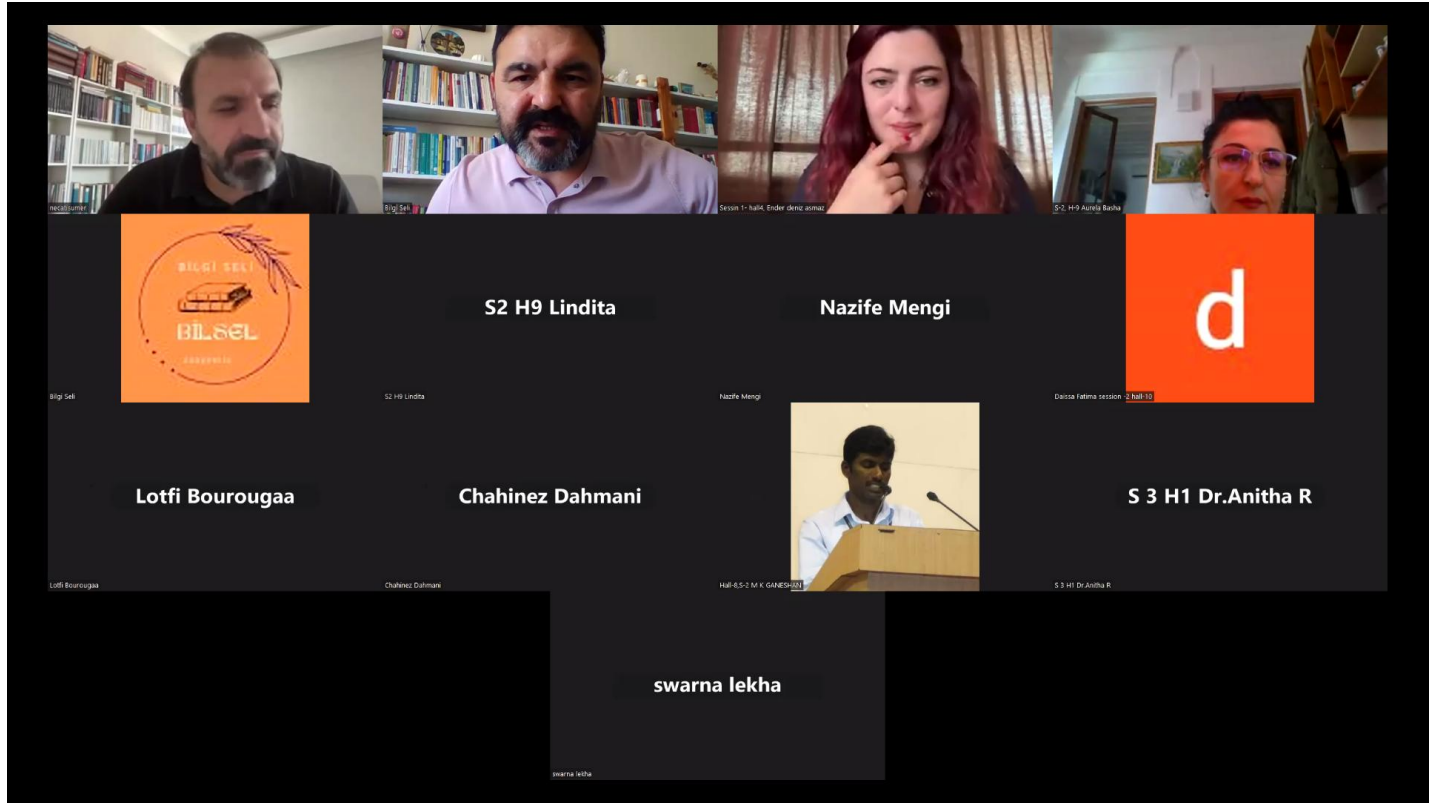 necatisumer
Bilgi Seli
Sessin 1- hall4, Ender deniz asmaz
S-2, H-9 Aurela Basha
BİLGİ SELİ
BİLSEL
Bilgi Seli
S2 H9 Lindita
S2 H9 Lindita
Nazife Mengi
Nazife Mengi
d
Daissa Fatima session -2 hall-10
Lotfi Bourougaa
Lotfi Bourougaa
Chahinez Dahmani
Chahinez Dahmani
Hall-8,S-2 M K GANESHAN
S 3 H1 Dr.Anitha R
S 3 H1 Dr.Anitha R
swarna lekha
swarna lekha